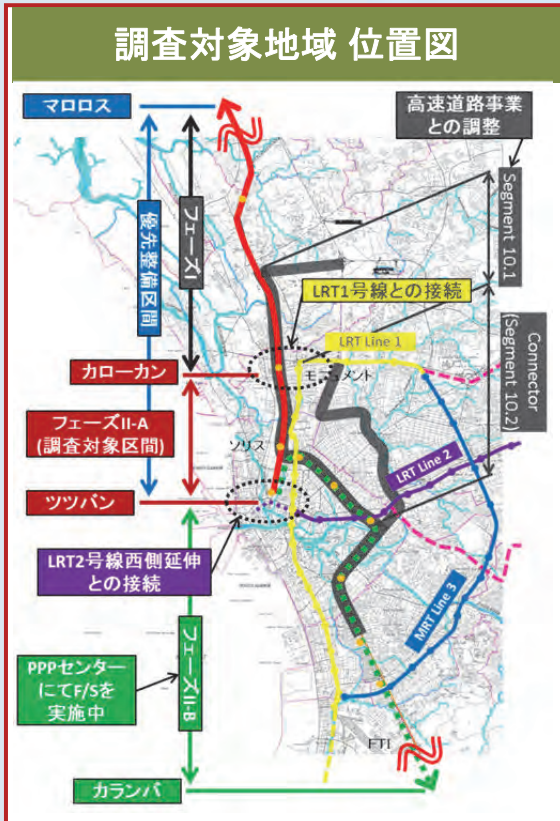 調査対象地域 位置図
マロロス
高速道路事業
との調整
優先整備区間
フェーズI
Segment 10.1
LRT1号線との接続
LRT Line 1
モニュメント
カローカン
Connector
(Segment 10.2)
フェーズII-A
(調査対象区間)
ソリス
LRT Line 2
ツツバン
LRT2号線西側延伸
との接続
MRT Line 3
フェーズII-B
PPPセンター
にてF/Sを
実施中
FTI
カランバ